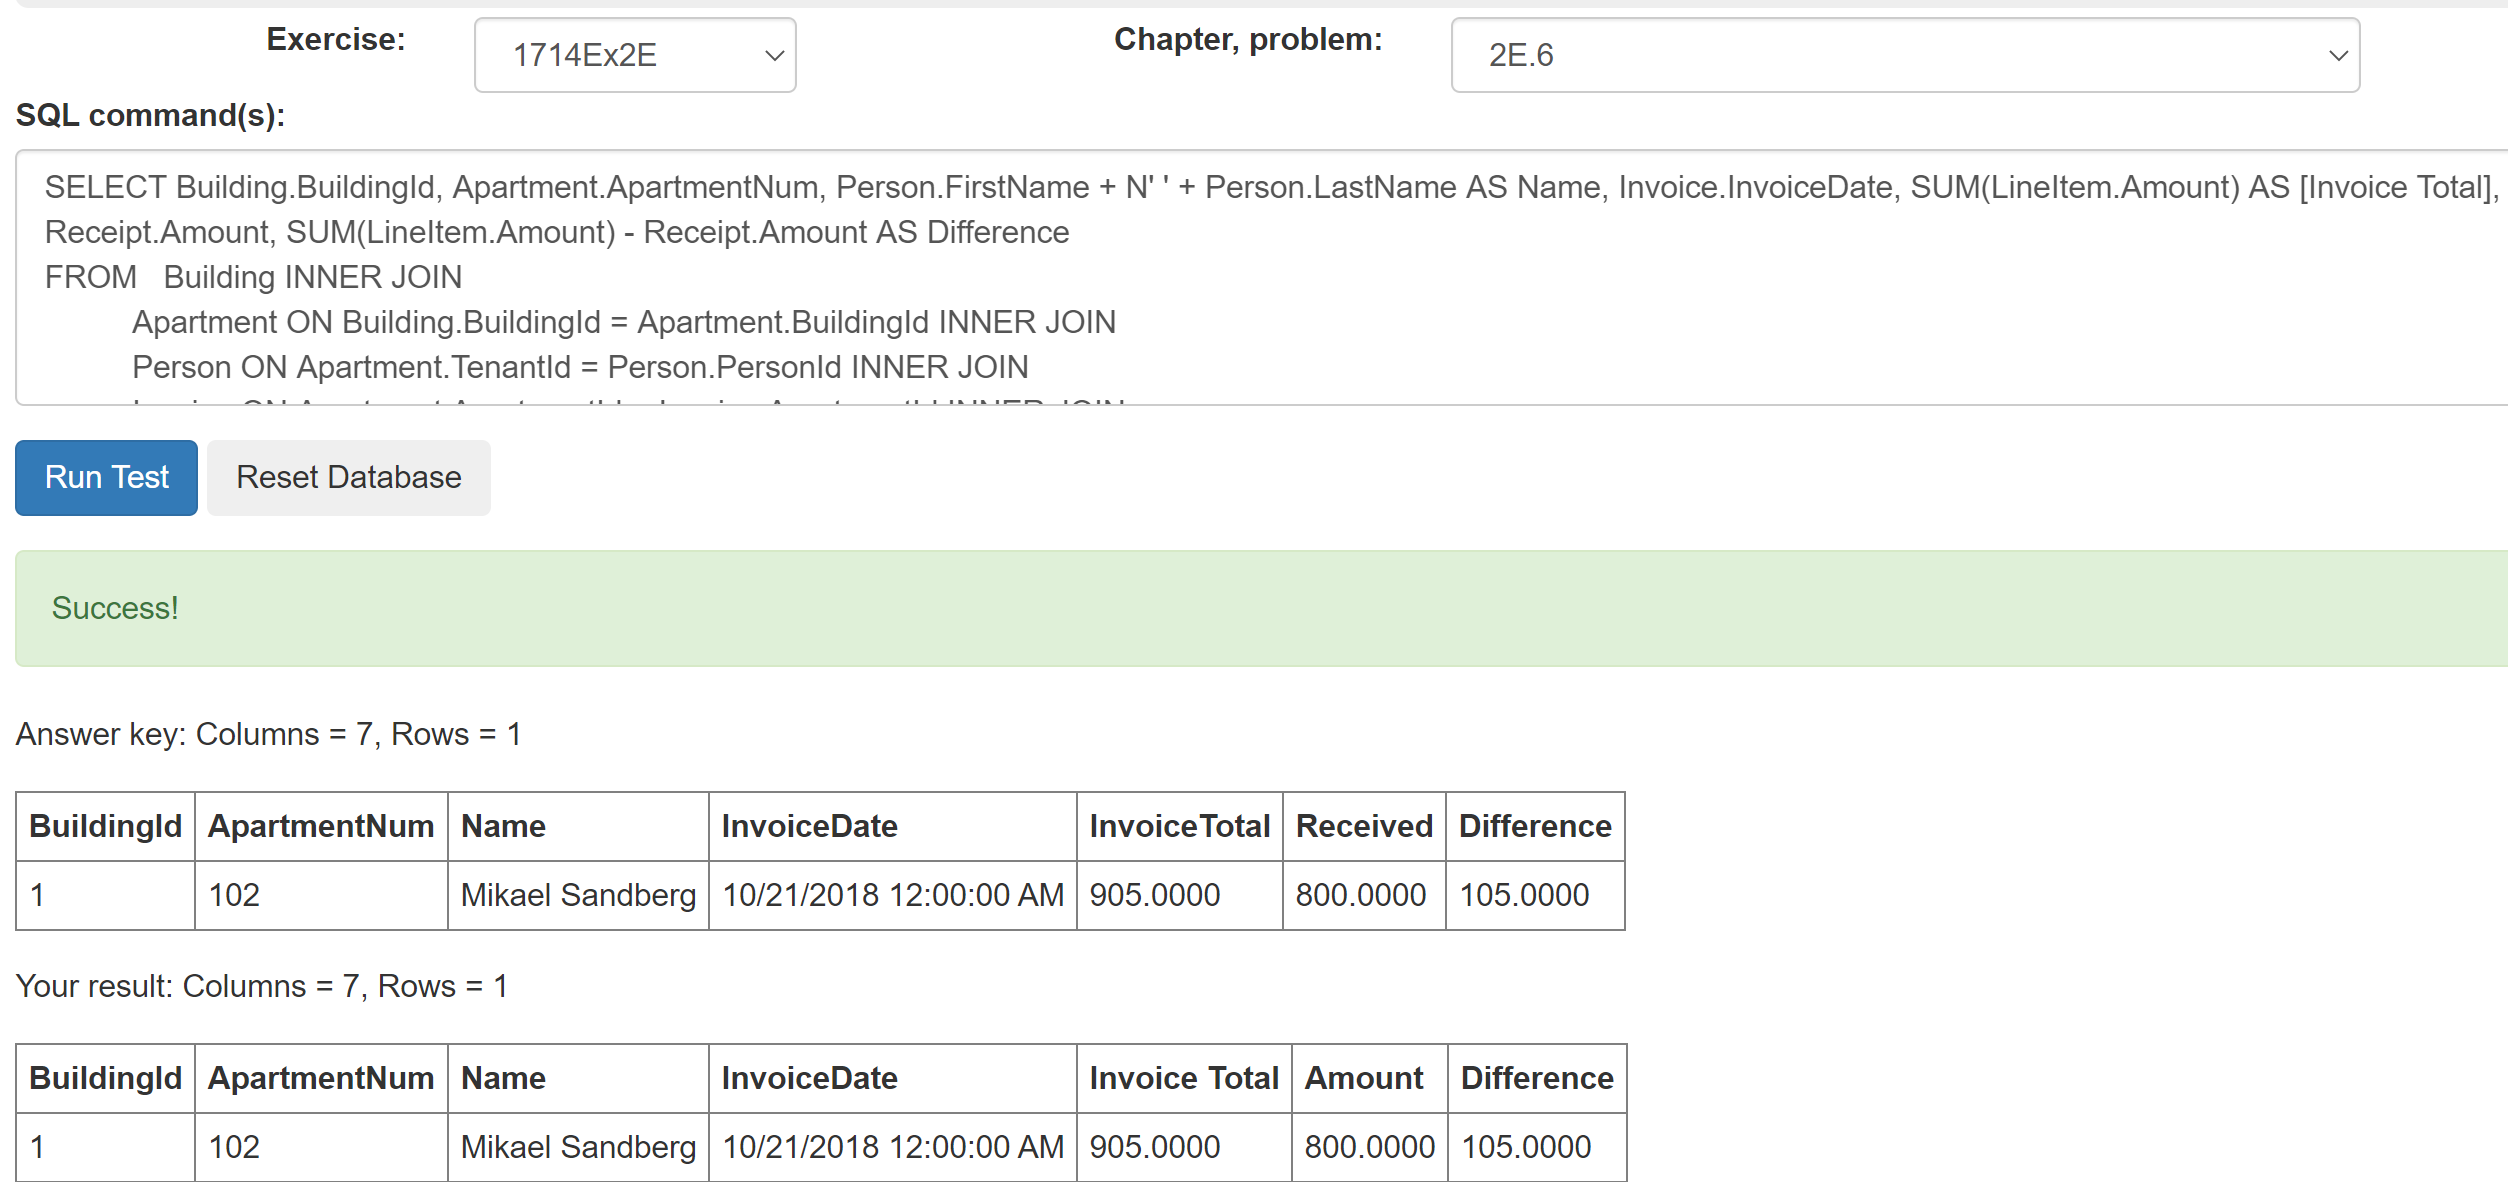 Exercise: 1714Ex2E Chapter, problem: 2E.6
SQL command(s):
SELECT Building.BuildingId, Apartment.ApartmentNum, Person.FirstName + N' ' + Person.LastName AS Name, Invoice.InvoiceDate, SUM(LineItem.Amount) AS [Invoice Total],
Receipt.Amount, SUM(LineItem.Amount) - Receipt.Amount AS Difference
FROM Building INNER JOIN
Apartment ON Building.BuildingId = Apartment.BuildingId INNER JOIN
Person ON Apartment.TenantId = Person.PersonId INNER JOIN
Run Test Reset Database
Success!
Answer key: Columns = 7, Rows = 1
BuildingId ApartmentNum Name InvoiceDate InvoiceTotal Received Difference
1 102 Mikael Sandberg 10/21/2018 12:00:00 AM 905.0000 800.0000 105.0000
Your result: Columns = 7, Rows = 1
BuildingId ApartmentNum Name InvoiceDate Invoice Total Amount Difference
1 102 Mikael Sandberg 10/21/2018 12:00:00 AM 905.0000 800.0000 105.0000